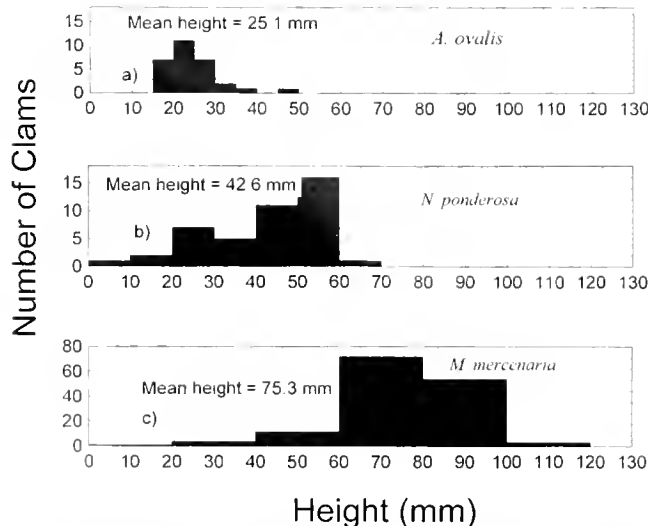 Number of Clams
15
10
5
0
Mean height = 25 1 mm
A. ovalis
a)
0 10 20 30 40 50 60 70 80 90 100 110 120 130
15
10
5
0
Mean height = 42 6 mm
N ponderosa
b)
0 10 20 30 40 50 60 70 80 90 100 110 120 130
80
60
40
20
0
M mercenaria
Mean height = 75.3 mm
c)
0 10 20 30 40 50 60 70 80 90 100 110 120 130
Height (mm)